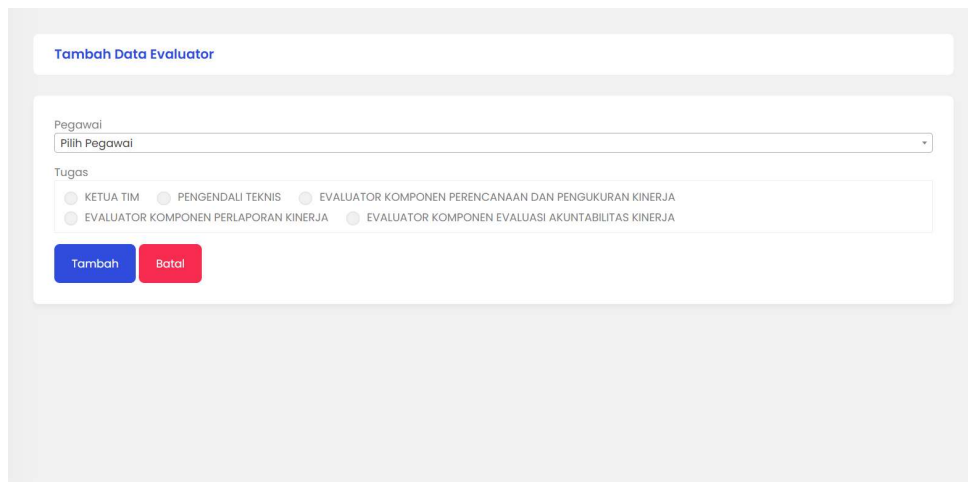 Tambah Data Evaluator
Pegawai
Pilih Pegawai
Tugas
KETUA TIM PENGENDALI TEKNIS EVALUATOR KOMPONEN PERENCANAAN DAN PENGUKURAN KINERJA
EVALUATOR KOMPONEN PERLAPORAN KINERJA EVALUATOR KOMPONEN EVALUASI AKUNTABILITAS KINERJA
Tambah Batal